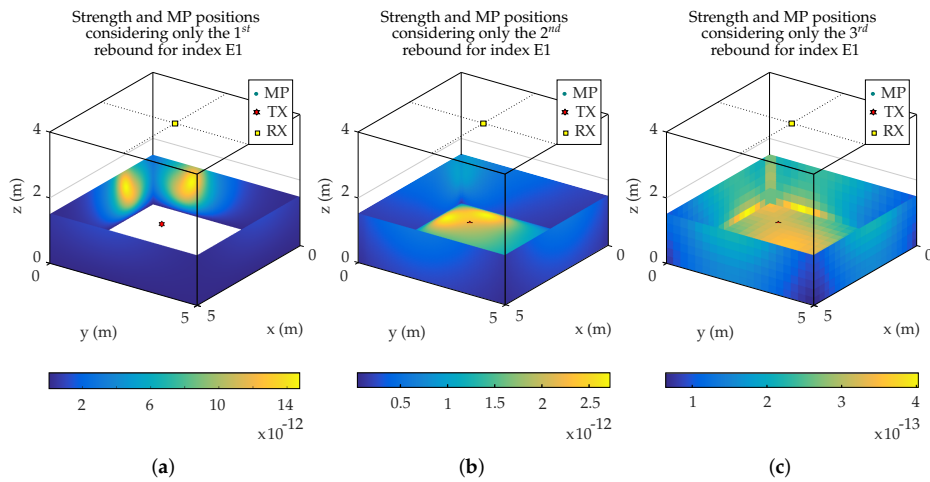 Strength and MP positions
considering only the 1st
rebound for index E1
MP
TX
RX
4
2
0
z (m)
0
y (m)
5
5
x (m)
0
2 6 10 14
x10-12
(a)
Strength and MP positions
considering only the 2nd
rebound for index E1
MP
TX
RX
4
2
0
z (m)
0
y (m)
5
5
x (m)
0
0.5 1 1.5 2 2.5
x10-12
(b)
Strength and MP positions
considering only the 3rd
rebound for index E1
MP
TX
RX
4
2
0
z (m)
0
y (m)
5
5
x (m)
0
1 2 3 4
x10-13
(c)